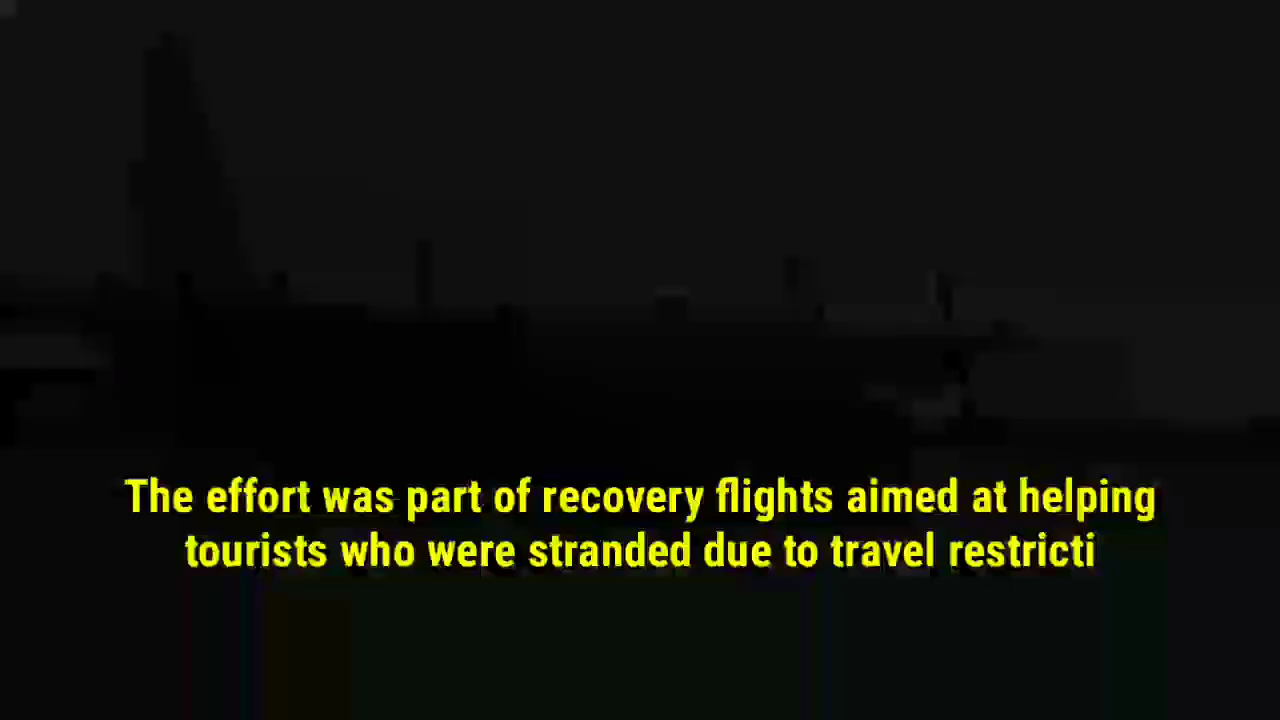 The effort was part of recovery flights aimed at helping
tourists who were stranded due to travel restricti